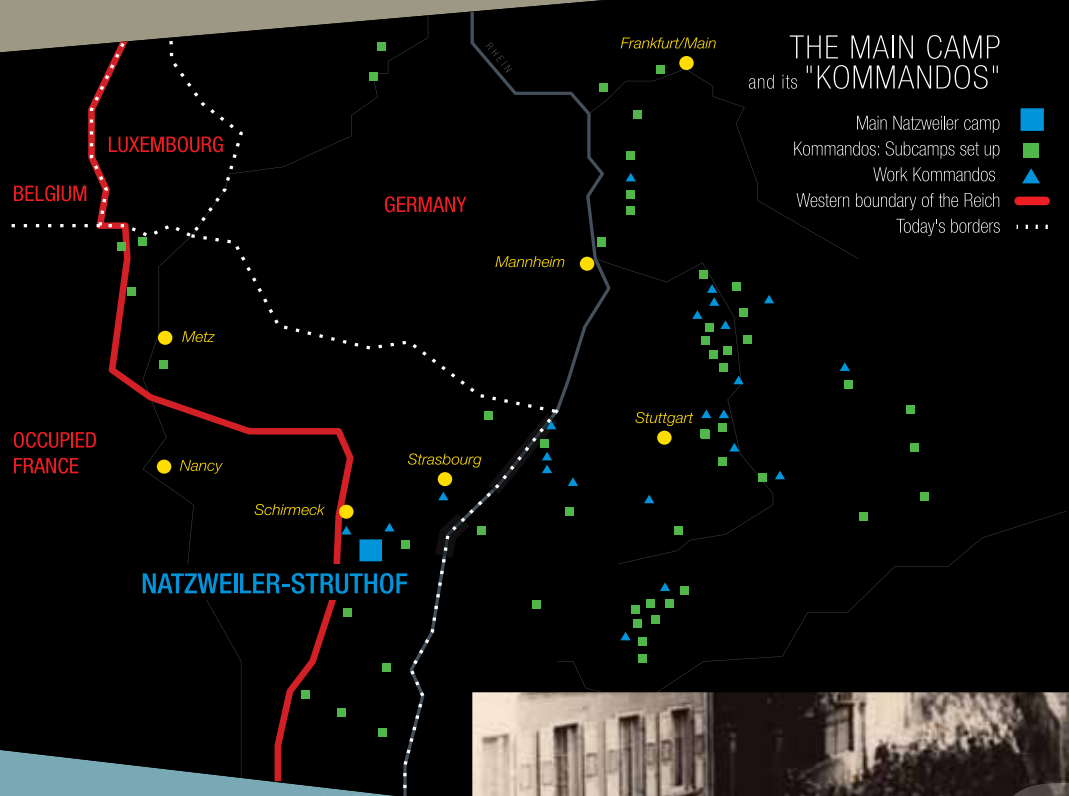 THE MAIN CAMP
and its "KOMMANDOS"
Main Natzweiler camp
Kommandos: Subcamps set up
Work Kommandos
Western boundary of the Reich
Today's borders
RHEIN
Frankfurt/Main
LUXEMBOURG
BELGIUM
GERMANY
Mannheim
Metz
OCCUPIED
FRANCE
Nancy
Stuttgart
Strasbourg
Schirmeck
NATZWEILER-STRUTHOF